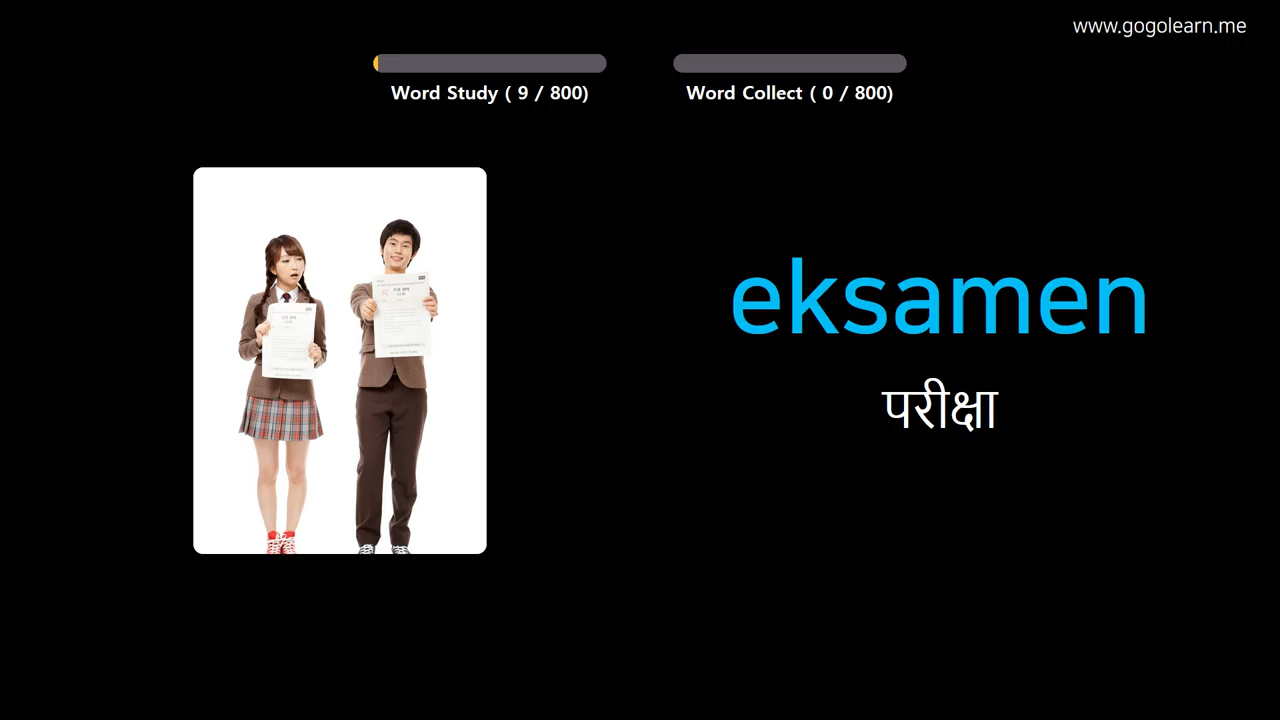 www.gogolearn.me
Word Study ( 9 / 800)
Word Collect ( 0 / 800)
eksamen
परीक्षा